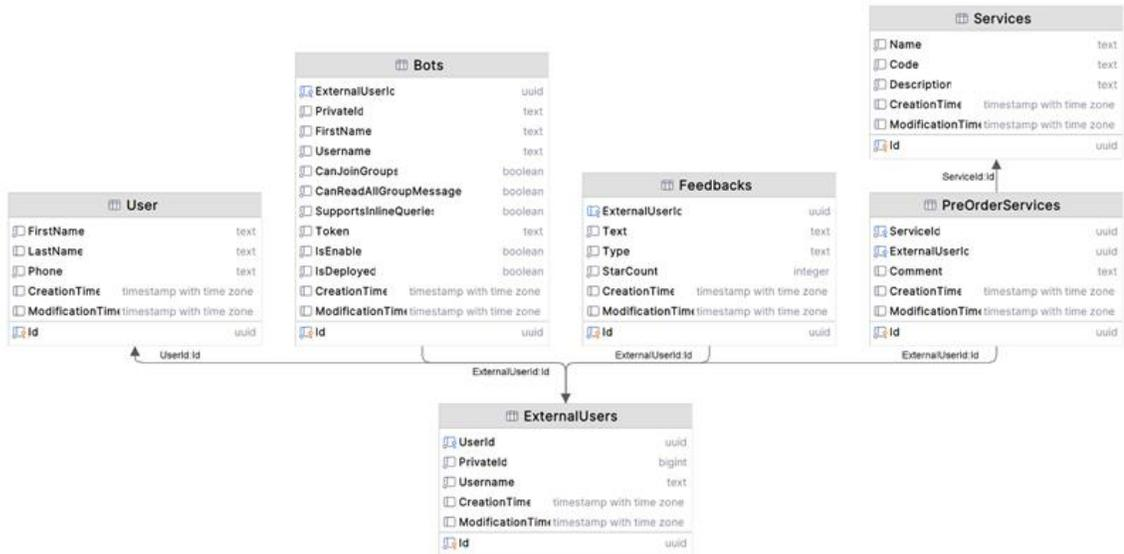 Services
Name text
Code text
Description text
CreationTime timestamp with time zone
ModificationTime timestamp with time zone
Id uuid
ServiceId:Id
Bots
ExternalUserId uuid
PrivateId text
FirstName text
Username text
CanJoinGroups boolean
CanReadAllGroupMessage boolean
SupportsInlineQueries boolean
Token text
IsEnable boolean
IsDeployed boolean
CreationTime timestamp with time zone
ModificationTime timestamp with time zone
Id uuid
Feedbacks
ExternalUserId uuid
Text text
Type text
StarCount integer
CreationTime timestamp with time zone
ModificationTime timestamp with time zone
Id uuid
User
FirstName text
LastName text
Phone text
CreationTime timestamp with time zone
ModificationTime timestamp with time zone
Id uuid
PreOrderServices
ServiceId uuid
ExternalUserId uuid
Comment text
CreationTime timestamp with time zone
ModificationTime timestamp with time zone
Id uuid
UserId:Id
ExternalUserId:Id
ExternalUserId:Id
ExternalUserId:Id
ExternalUsers
UserId uuid
PrivateId bigint
Username text
CreationTime timestamp with time zone
ModificationTime timestamp with time zone
Id uuid